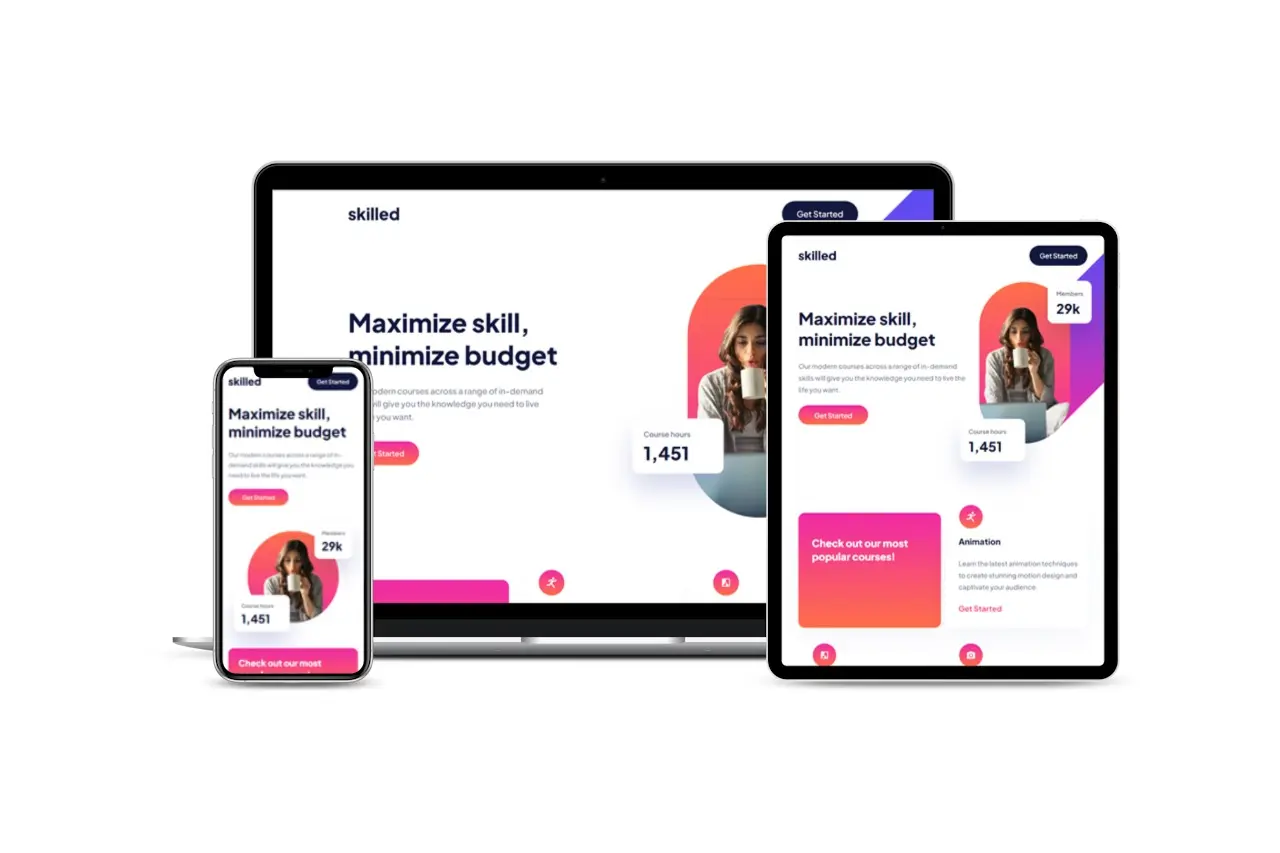 skilled
Get Started
Maximize skill,
minimize budget
odern courses across a range of in-demand
will give you the knowledge you need to live
you want.
Started
Course hours
1,451
skilled
Get Started
Members
29k
Maximize skill,
minimize budget
Our modern courses across a range of in-demand
skills will give you the knowledge you need to live the
life you want.
Get Started
Course hours
1,451
Check out our most
popular courses!
Animation
Learn the latest animation techniques
to create stunning motion design and
captivate your audience
Get Started
skilled
Get Started
Maximize skill,
minimize budget
Our modern courses across a range of in-
demand skills will give you the knowledge you
need to live the life you want.
Get Started
Members
29k
Course hours
1,451
Check out our most